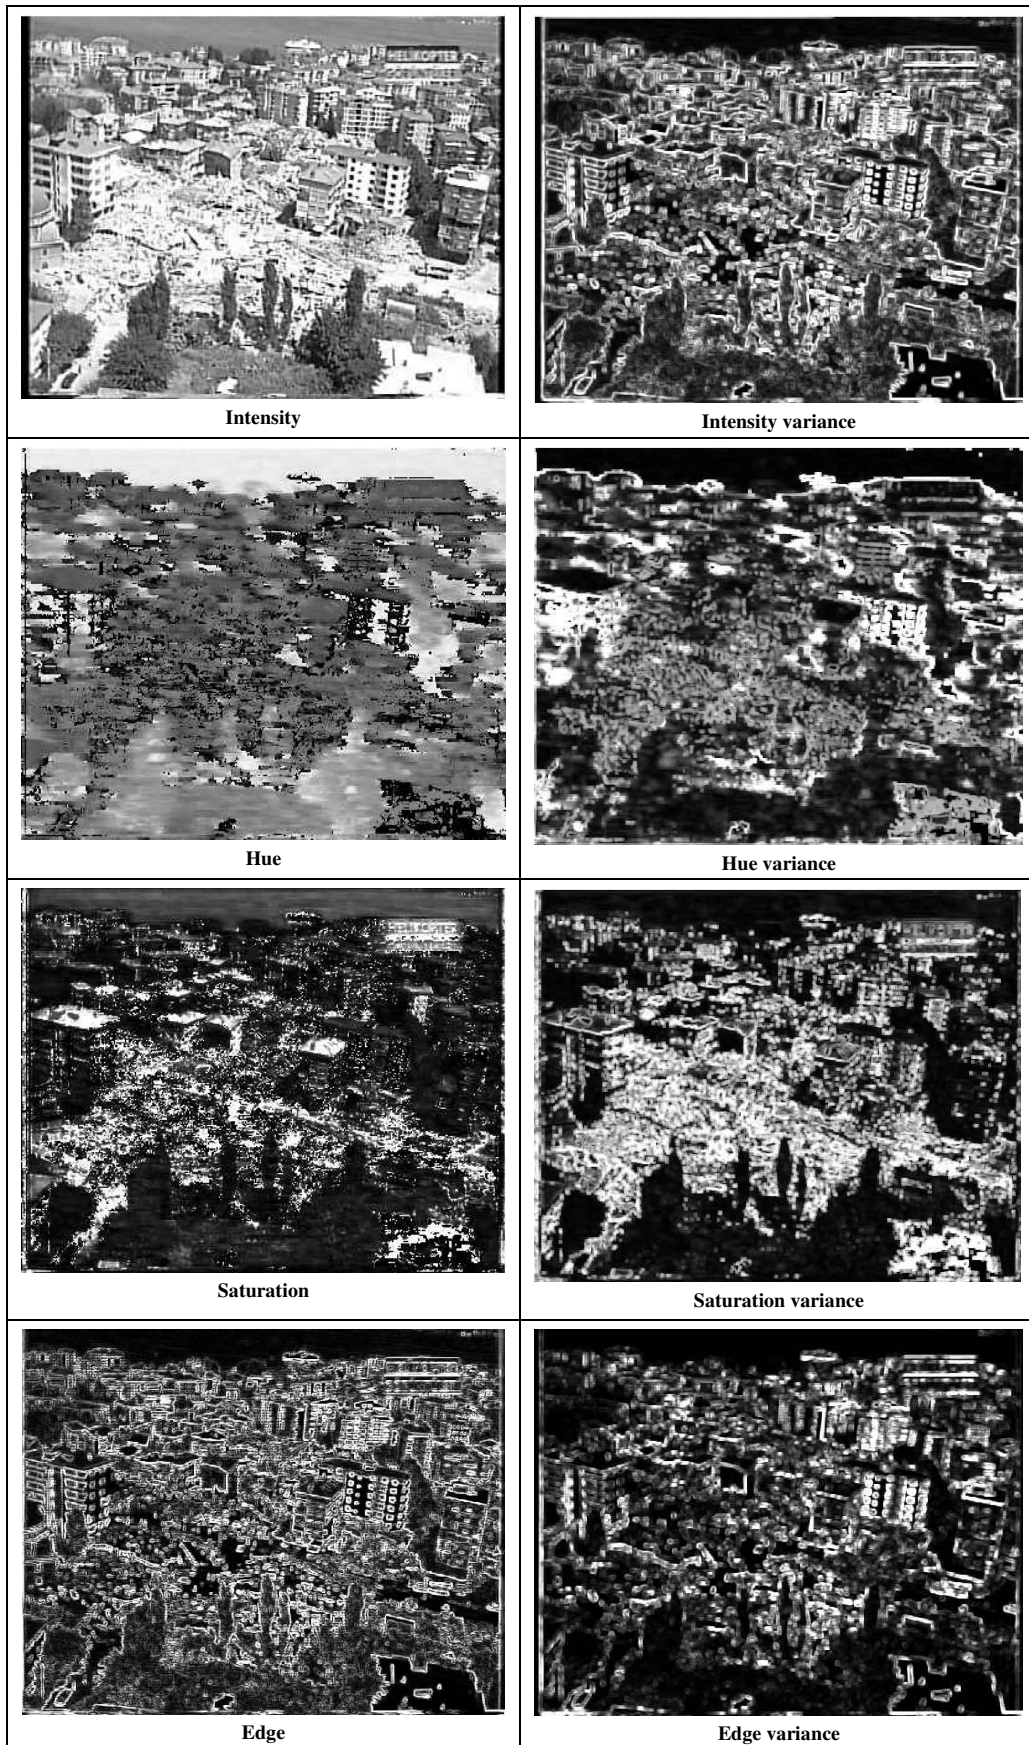 Intensity
Intensity variance
Hue
Hue variance
Saturation
Saturation variance
Edge
Edge variance